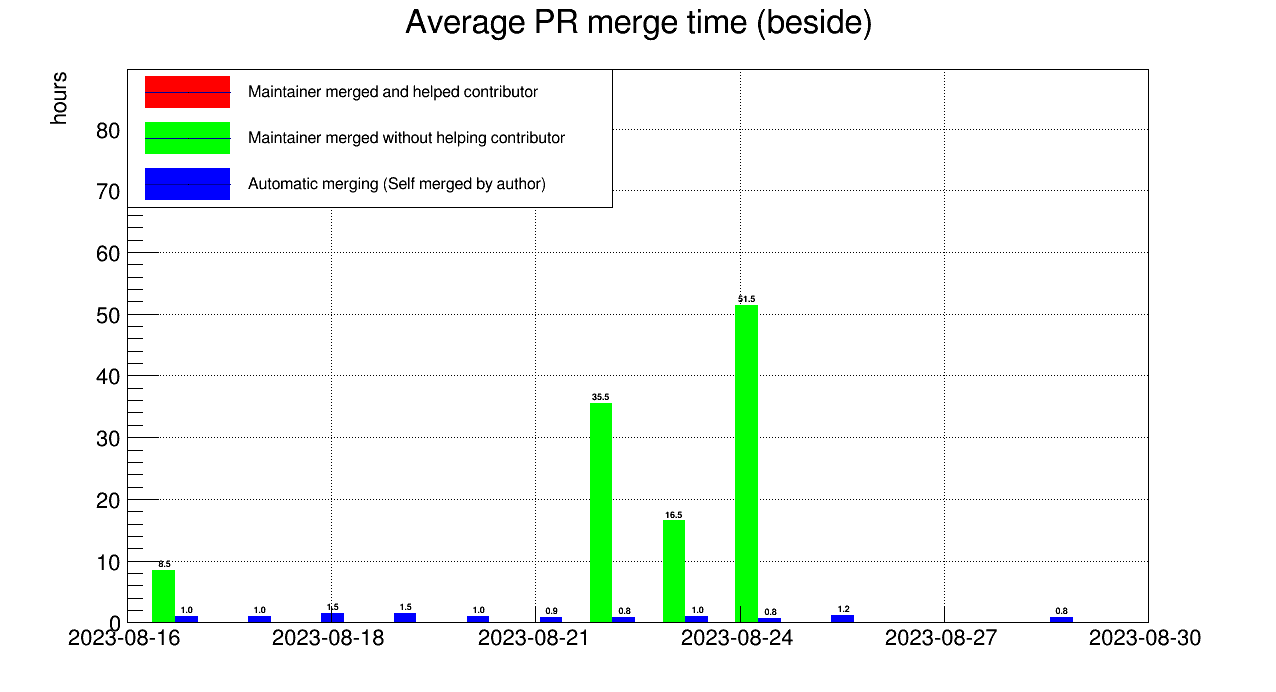 Average PR merge time (beside)
hours
Maintainer merged and helped contributor
Maintainer merged without helping contributor
Automatic merging (Self merged by author)
80
70
60
50
40
30
20
10
0
51.5
35.5
16.5
8.5
1.0 1.0 1.5 1.5 1.0 0.9 0.8 1.0 0.8 1.2 0.8
2023-08-16 2023-08-18 2023-08-21 2023-08-24 2023-08-27 2023-08-30